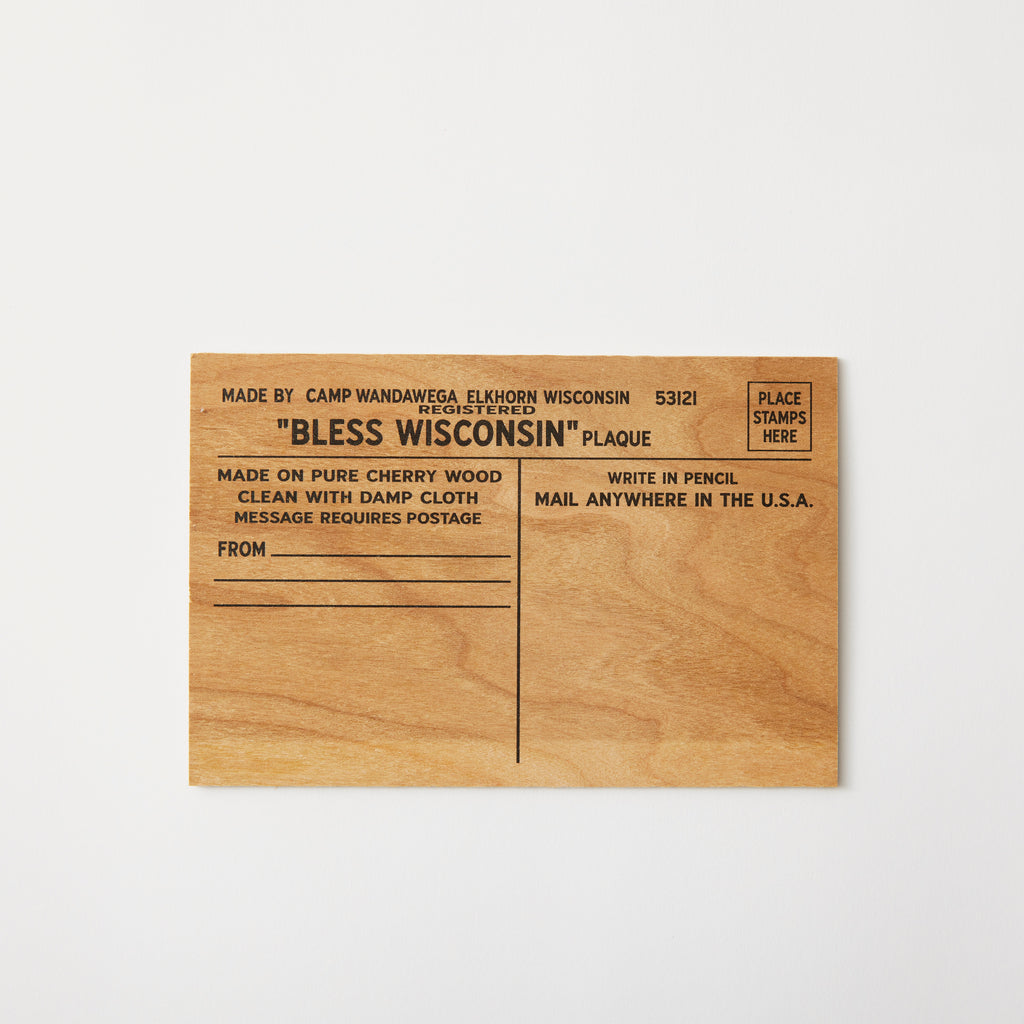 MADE BY CAMP WANDAWEGA ELKHORN WISCONSIN 53121
REGISTERED
"BLESS WISCONSIN" PLAQUE
PLACE
STAMPS
HERE
MADE ON PURE CHERRY WOOD
CLEAN WITH DAMP CLOTH
MESSAGE REQUIRES POSTAGE
FROM
WRITE IN PENCIL
MAIL ANYWHERE IN THE U.S.A.